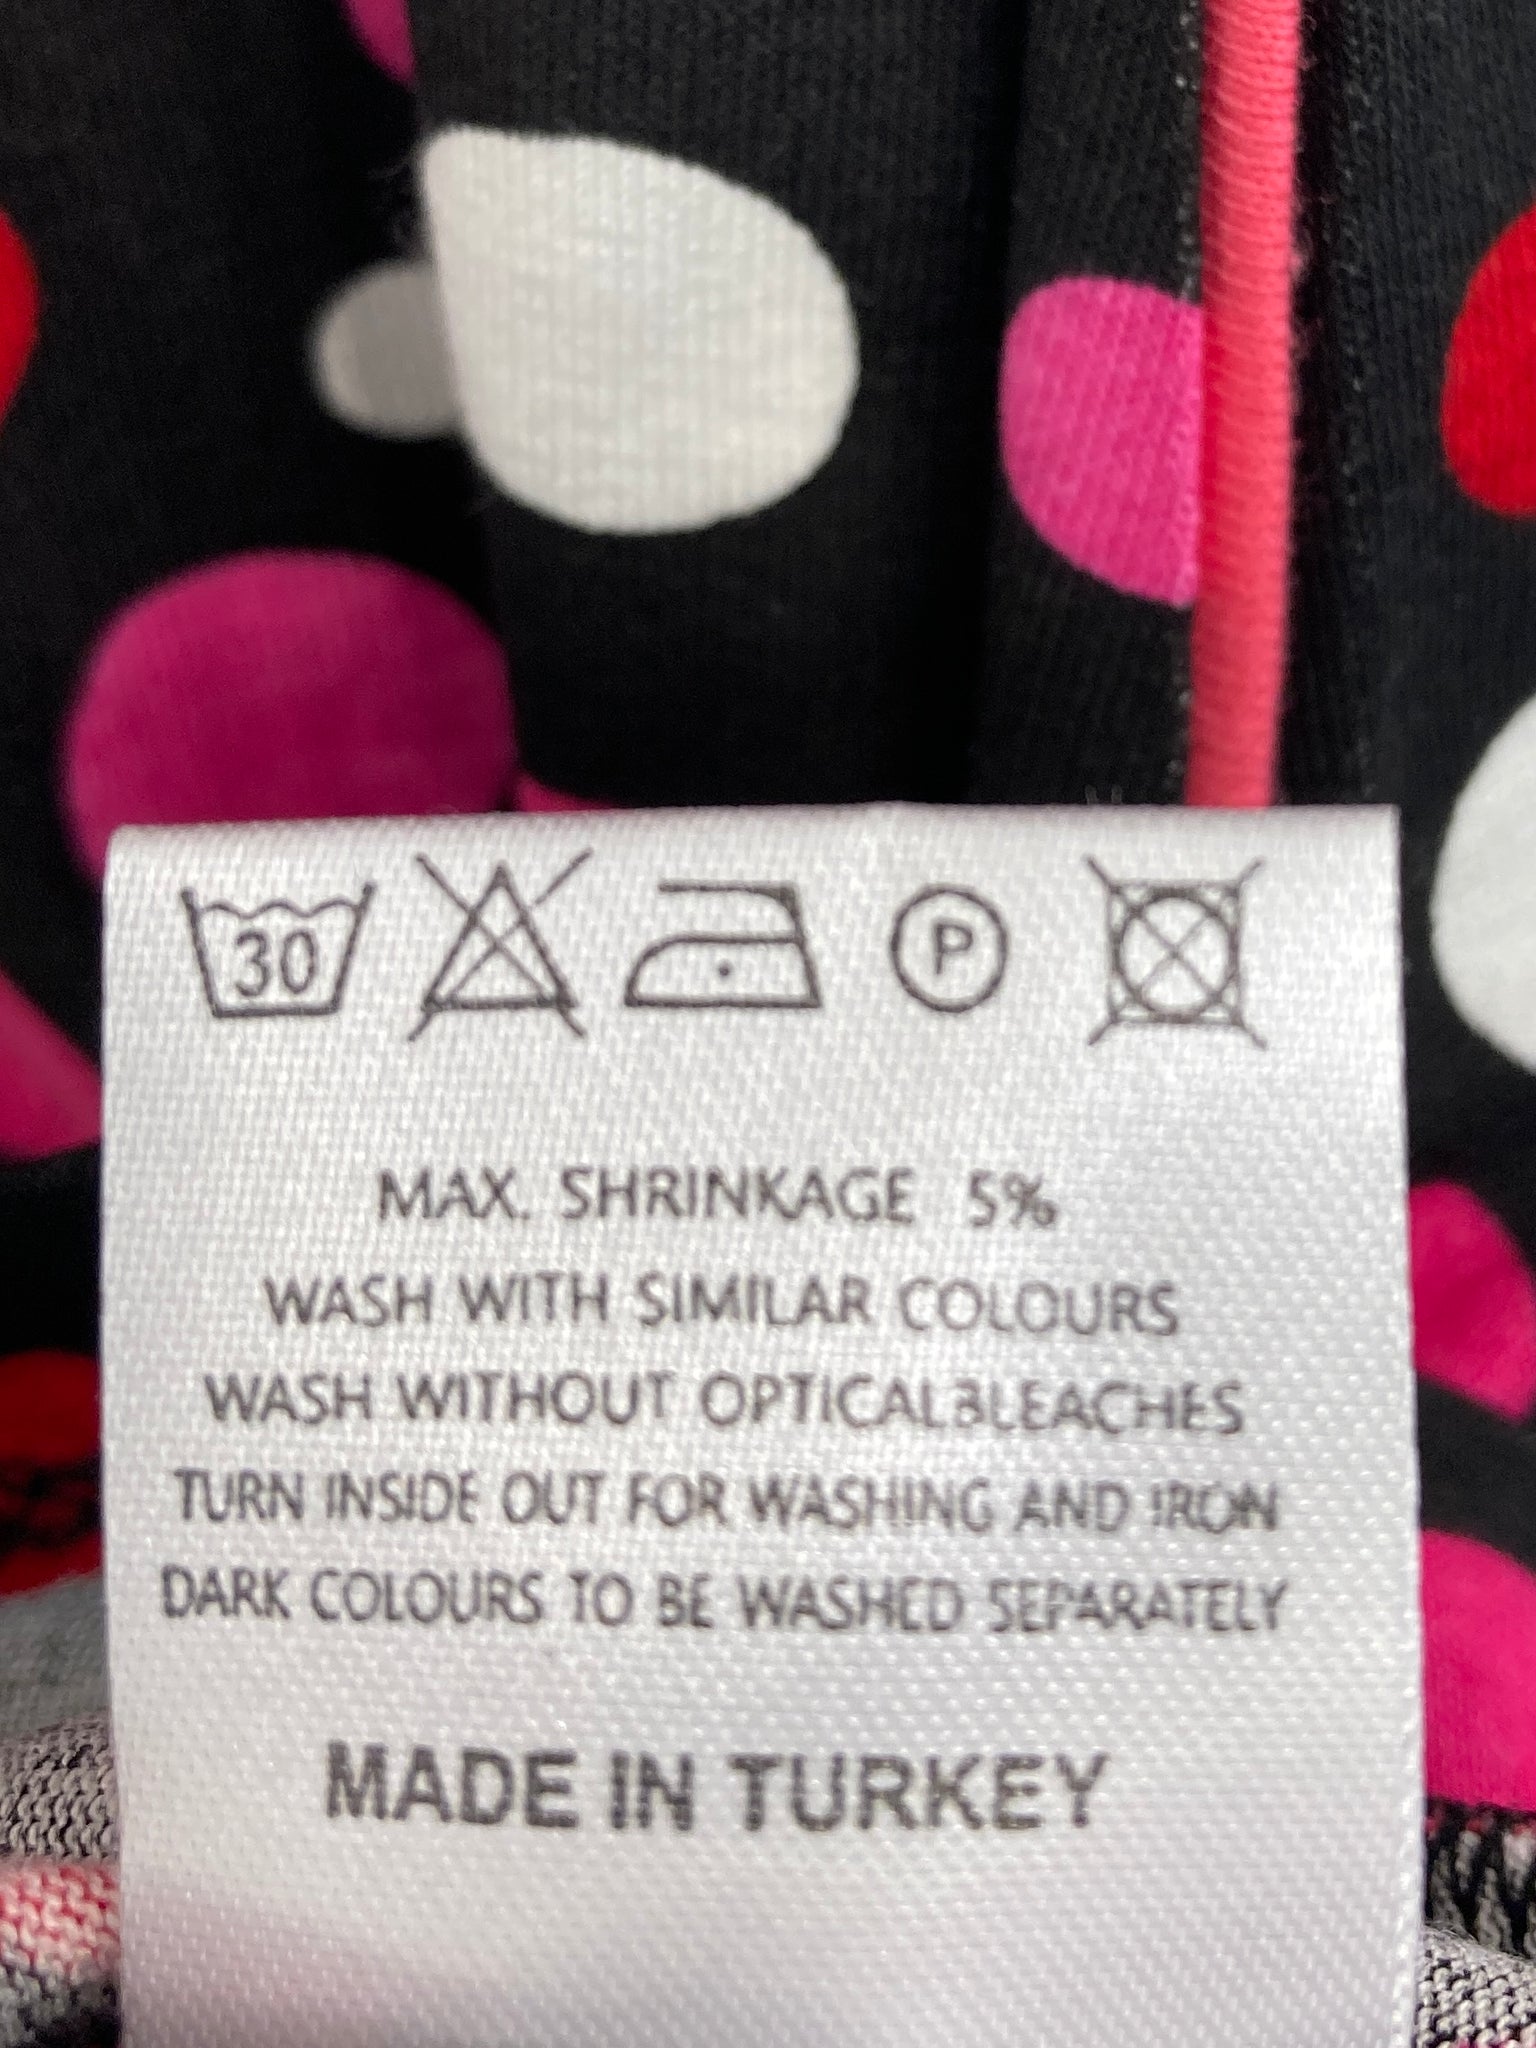 30 P
MAX. SHRINKAGE 5%
WASH WITH SIMILAR COLOURS
WASH WITHOUT OPTICALBLEACHES
TURN INSIDE OUT FOR WASHING AND IRON
DARK COLOURS TO BE WASHED SEPARATELY
MADE IN TURKEY